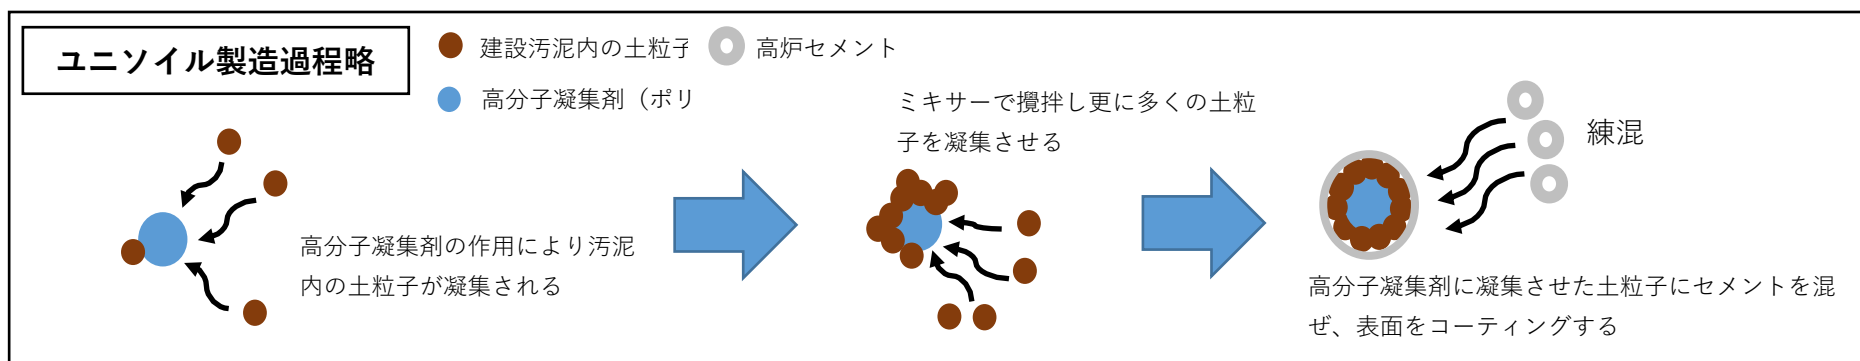 ユニソイル製造過程略
建設汚泥内の土粒子
高炉セメント
高分子凝集剤（ポリ
高分子凝集剤の作用により汚泥
内の土粒子が凝集される
ミキサーで攪拌し更に多くの土粒
子を凝集させる
練混
高分子凝集剤に凝集させた土粒子にセメントを混
ぜ、表面をコーティングする